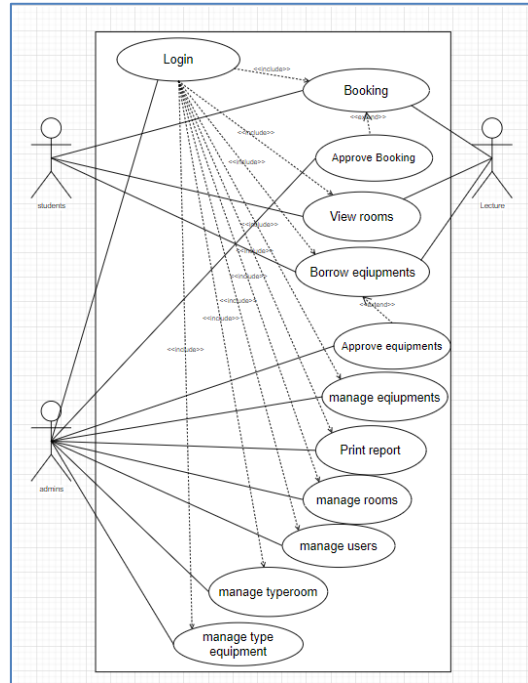 Login
<<include>>
Booking
<<extend>>
<<include>>
Approve Booking
<<include>>
students
Lecture
View rooms
<<include>>
<<include>>
<<include>>
Borrow eqiupments
<<include>>
<<include>>
<<extend>>
<<include>>
Approve equipments
<<include>>
manage eqiupments
Print report
admins
manage rooms
manage users
manage typeroom
manage type
equipment